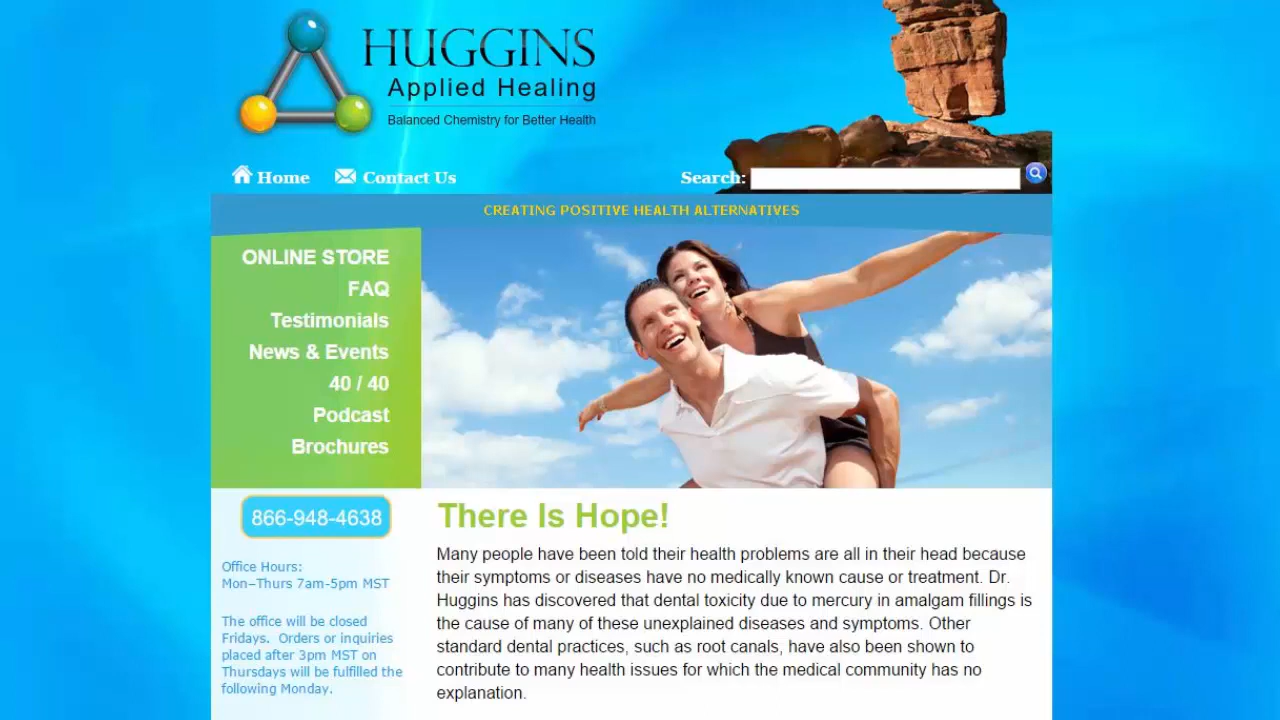 HUGGINS
Applied Healing
Balanced Chemistry for Better Health
Home
Contact Us
Search:
CREATING POSITIVE HEALTH ALTERNATIVES
ONLINE STORE
FAQ
Testimonials
News & Events
40 / 40
Podcast
Brochures
866-948-4638
Office Hours:
Mon–Thurs 7am-5pm MST
The office will be closed
Fridays.  Orders or inquiries
placed after 3pm MST on
Thursdays will be fulfilled the
following Monday.
There Is Hope!
Many people have been told their health problems are all in their head because
their symptoms or diseases have no medically known cause or treatment. Dr.
Huggins has discovered that dental toxicity due to mercury in amalgam fillings is
the cause of many of these unexplained diseases and symptoms. Other
standard dental practices, such as root canals, have also been shown to
contribute to many health issues for which the medical community has no
explanation.